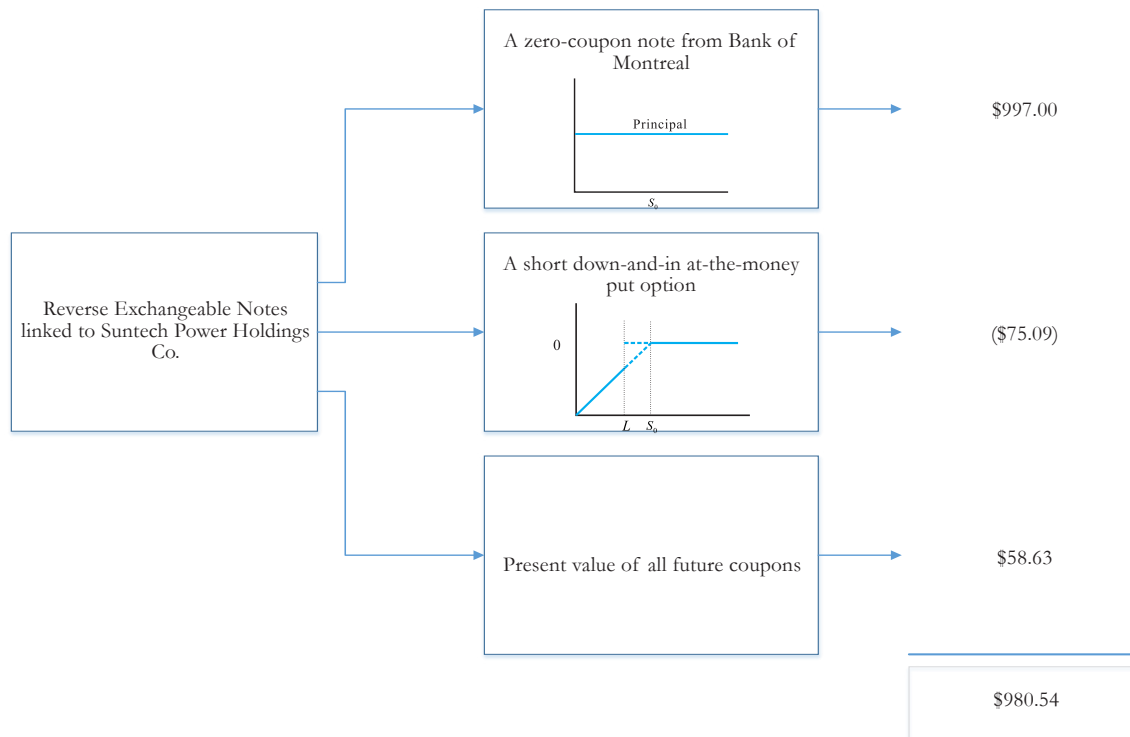 A zero-coupon note from Bank of
Montreal
Principal
S₀
$997.00
Reverse Exchangeable Notes
linked to Suntech Power Holdings
Co.
A short down-and-in at-the-money
put option
0
L S₀
($75.09)
Present value of all future coupons
$58.63
$980.54